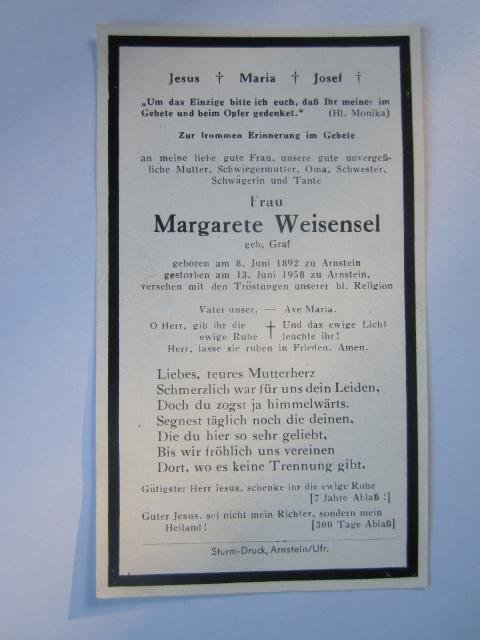 Jesus † Maria † Josef †
„Um das Einzige bitte ich euch, daß Ihr meiner im
Gebete und beim Opfer gedenket.“ (Hl. Monika)
Zur frommen Erinnerung im Gebete
an meine liebe gute Frau, unsere gute unvergeß-
liche Mutter, Schwiegermutter, Oma, Schwester,
Schwägerin und Tante
Frau
Margarete Weisensel
geb. Graf
geboren am 8. Juni 1892 zu Arnstein
gestorben am 13. Juni 1958 zu Arnstein,
versehen mit den Tröstungen unserer hl. Religion
Vater unser, — Ave Maria.
O Herr, gib ihr die † Und das ewige Licht
ewige Ruhe leuchte ihr!
Herr, lasse sie ruhen in Frieden. Amen.
Liebes, teures Mutterherz
Schmerzlich war für uns dein Leiden,
Doch du zogst ja himmelwärts.
Segnest täglich noch die deinen,
Die du hier so sehr geliebt,
Bis wir fröhlich uns vereinen
Dort, wo es keine Trennung gibt.
Gütigster Herr Jesus, schenke ihr die ewige Ruhe
[7 Jahre Ablaß!]
Guter Jesus, sei nicht mein Richter, sondern mein
Heiland! [300 Tage Ablaß]
Sturm-Druck, Arnstein/Ufr.